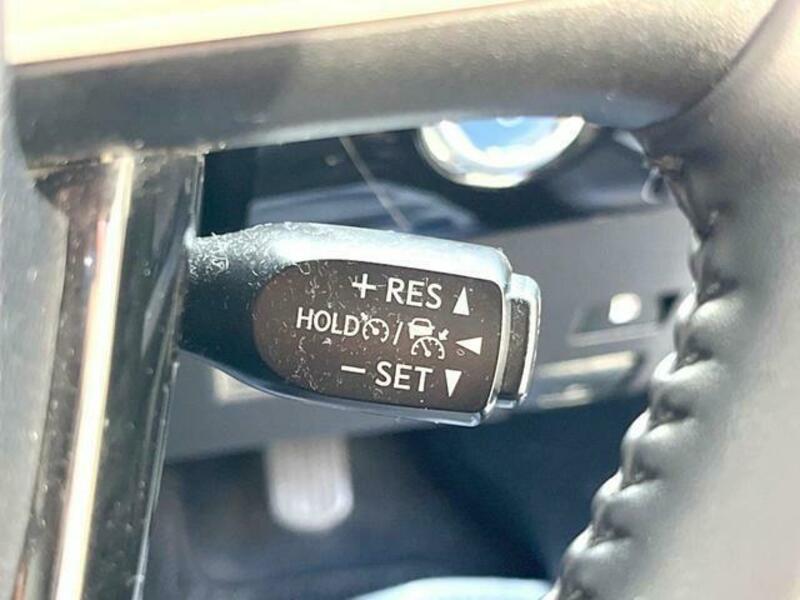 + RES ▲
HOLD / ◀
− SET ▼